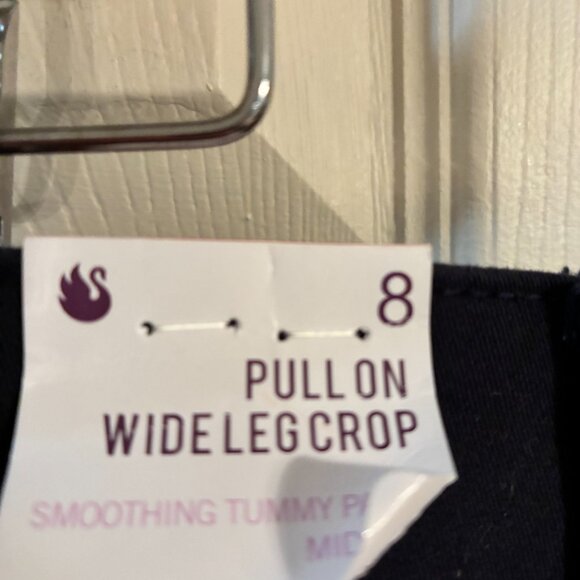 8
PULL ON
WIDE LEG CROP
SMOOTHING TUMMY